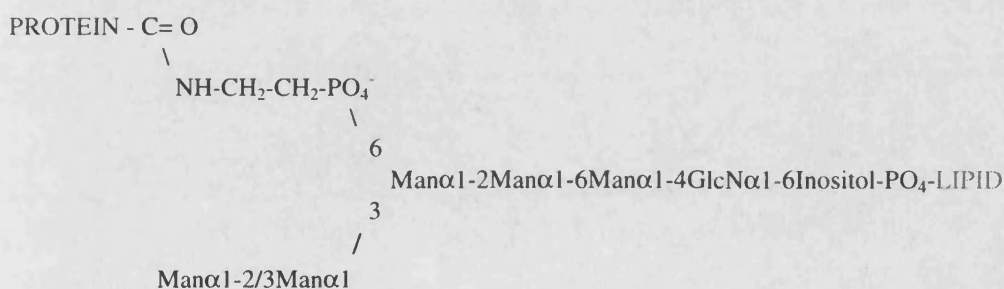 PROTEIN - C= O
\
NH-CH₂-CH₂-PO₄⁻
\
6
Manα1-2Manα1-6Manα1-4GlcNα1-6Inositol-PO₄-LIPID
3
/
Manα1-2/3Manα1